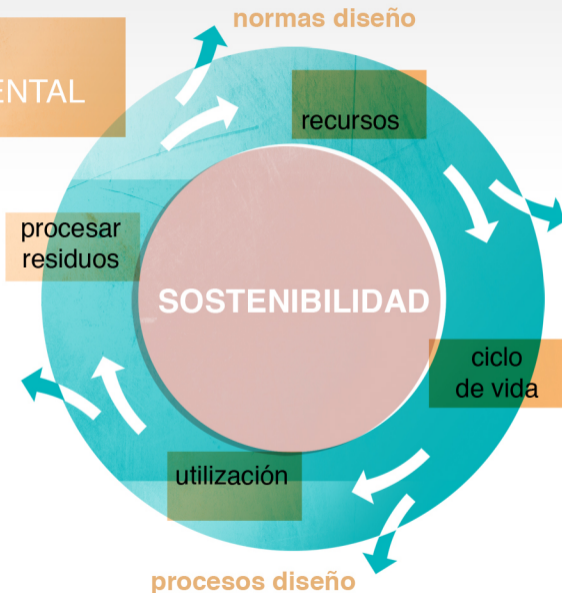 normas diseño
ENTAL
recursos
procesar
residuos
SOSTENIBILIDAD
ciclo
de vida
utilización
procesos diseño